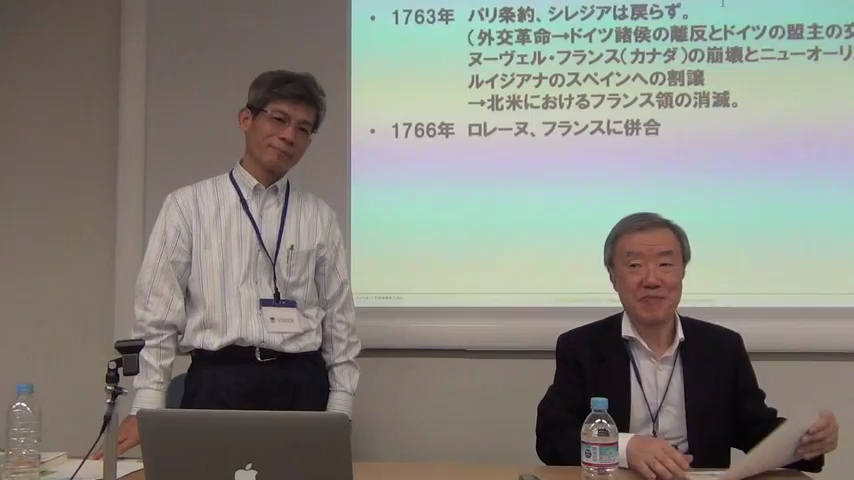 • 1763年 パリ条約、シレジアは戻らず。
(外交革命→ドイツ諸侯の離反とドイツの盟主の交
ヌーヴェル・フランス(カナダ)の崩壊とニューオーリ
ルイジアナのスペインへの割譲
→北米におけるフランス領の消滅。
• 1766年 ロレーヌ、フランスに併合